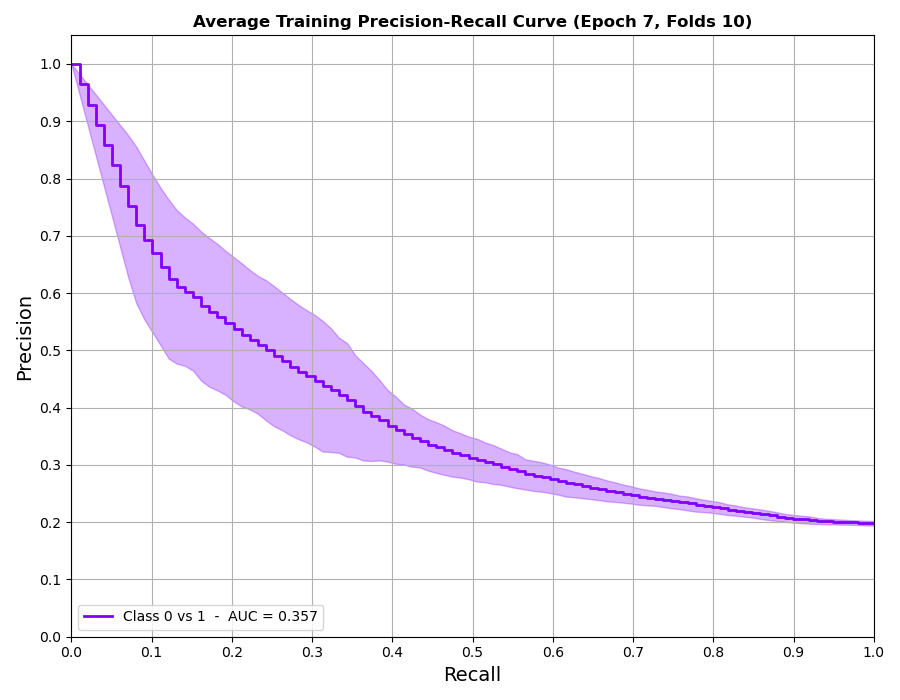 Average Training Precision-Recall Curve (Epoch 7, Folds 10)
Precision
1.0
0.9
0.8
0.7
0.6
0.5
0.4
0.3
0.2
0.1
0.0
Class 0 vs 1 - AUC = 0.357
0.0 0.1 0.2 0.3 0.4 0.5 0.6 0.7 0.8 0.9 1.0
Recall